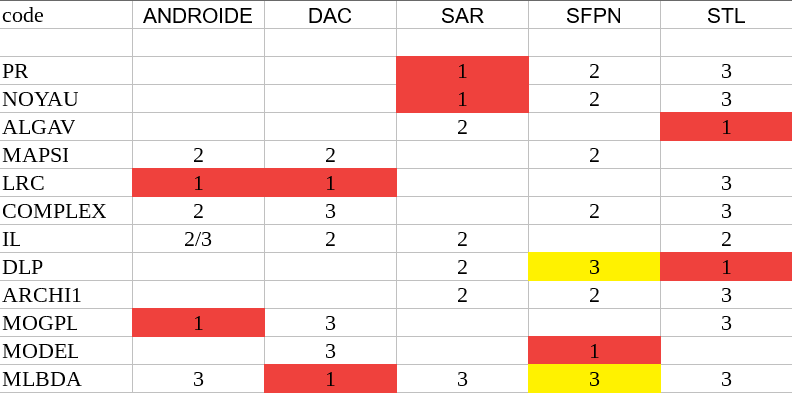 code ANDROIDE DAC SAR SFPN STL
PR 1 2 3
NOYAU 1 2 3
ALGAV 2 1
MAPSI 2 2 2
LRC 1 1 3
COMPLEX 2 3 2 3
IL 2/3 2 2 2
DLP 2 3 1
ARCHI1 2 2 3
MOGPL 1 3 3
MODEL 3 1
MLBDA 3 1 3 3 3